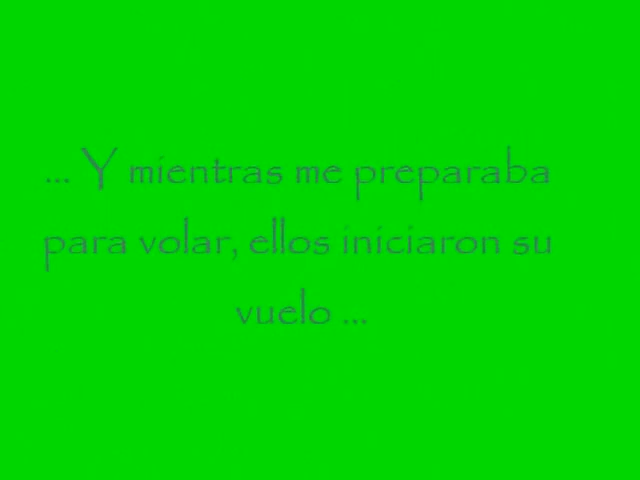 ... Y mientras me preparaba
para volar, ellos iniciaron su
vuelo ...